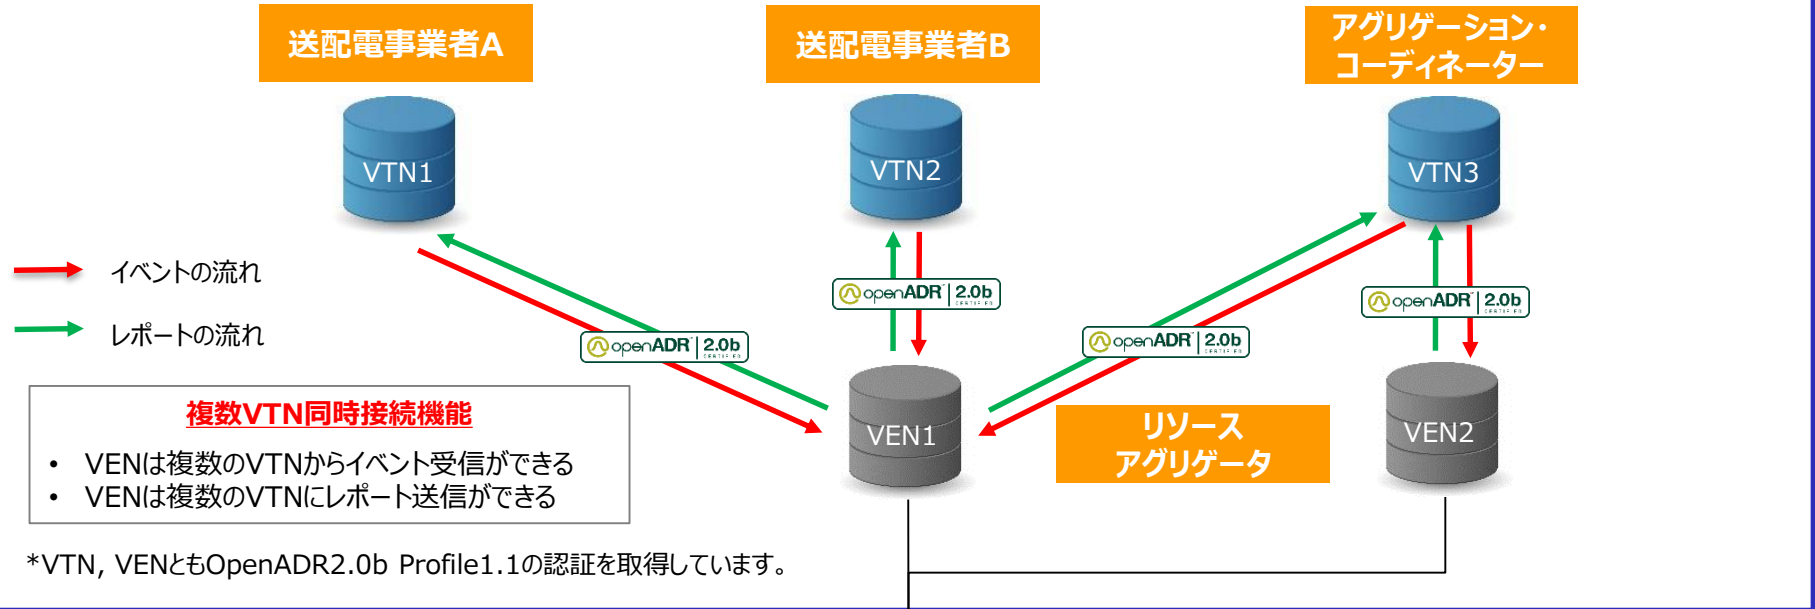 送配電事業者A
送配電事業者B
アグリゲーション・
コーディネーター
VTN1
VTN2
VTN3
イベントの流れ
レポートの流れ
openADR 2.0b
CERTIFIED
openADR 2.0b
CERTIFIED
openADR 2.0b
CERTIFIED
openADR 2.0b
CERTIFIED
複数VTN同時接続機能
• VENは複数のVTNからイベント受信ができる
• VENは複数のVTNにレポート送信ができる
VEN1
リソース
アグリゲータ
VEN2
*VTN, VENともOpenADR2.0b Profile1.1の認証を取得しています。